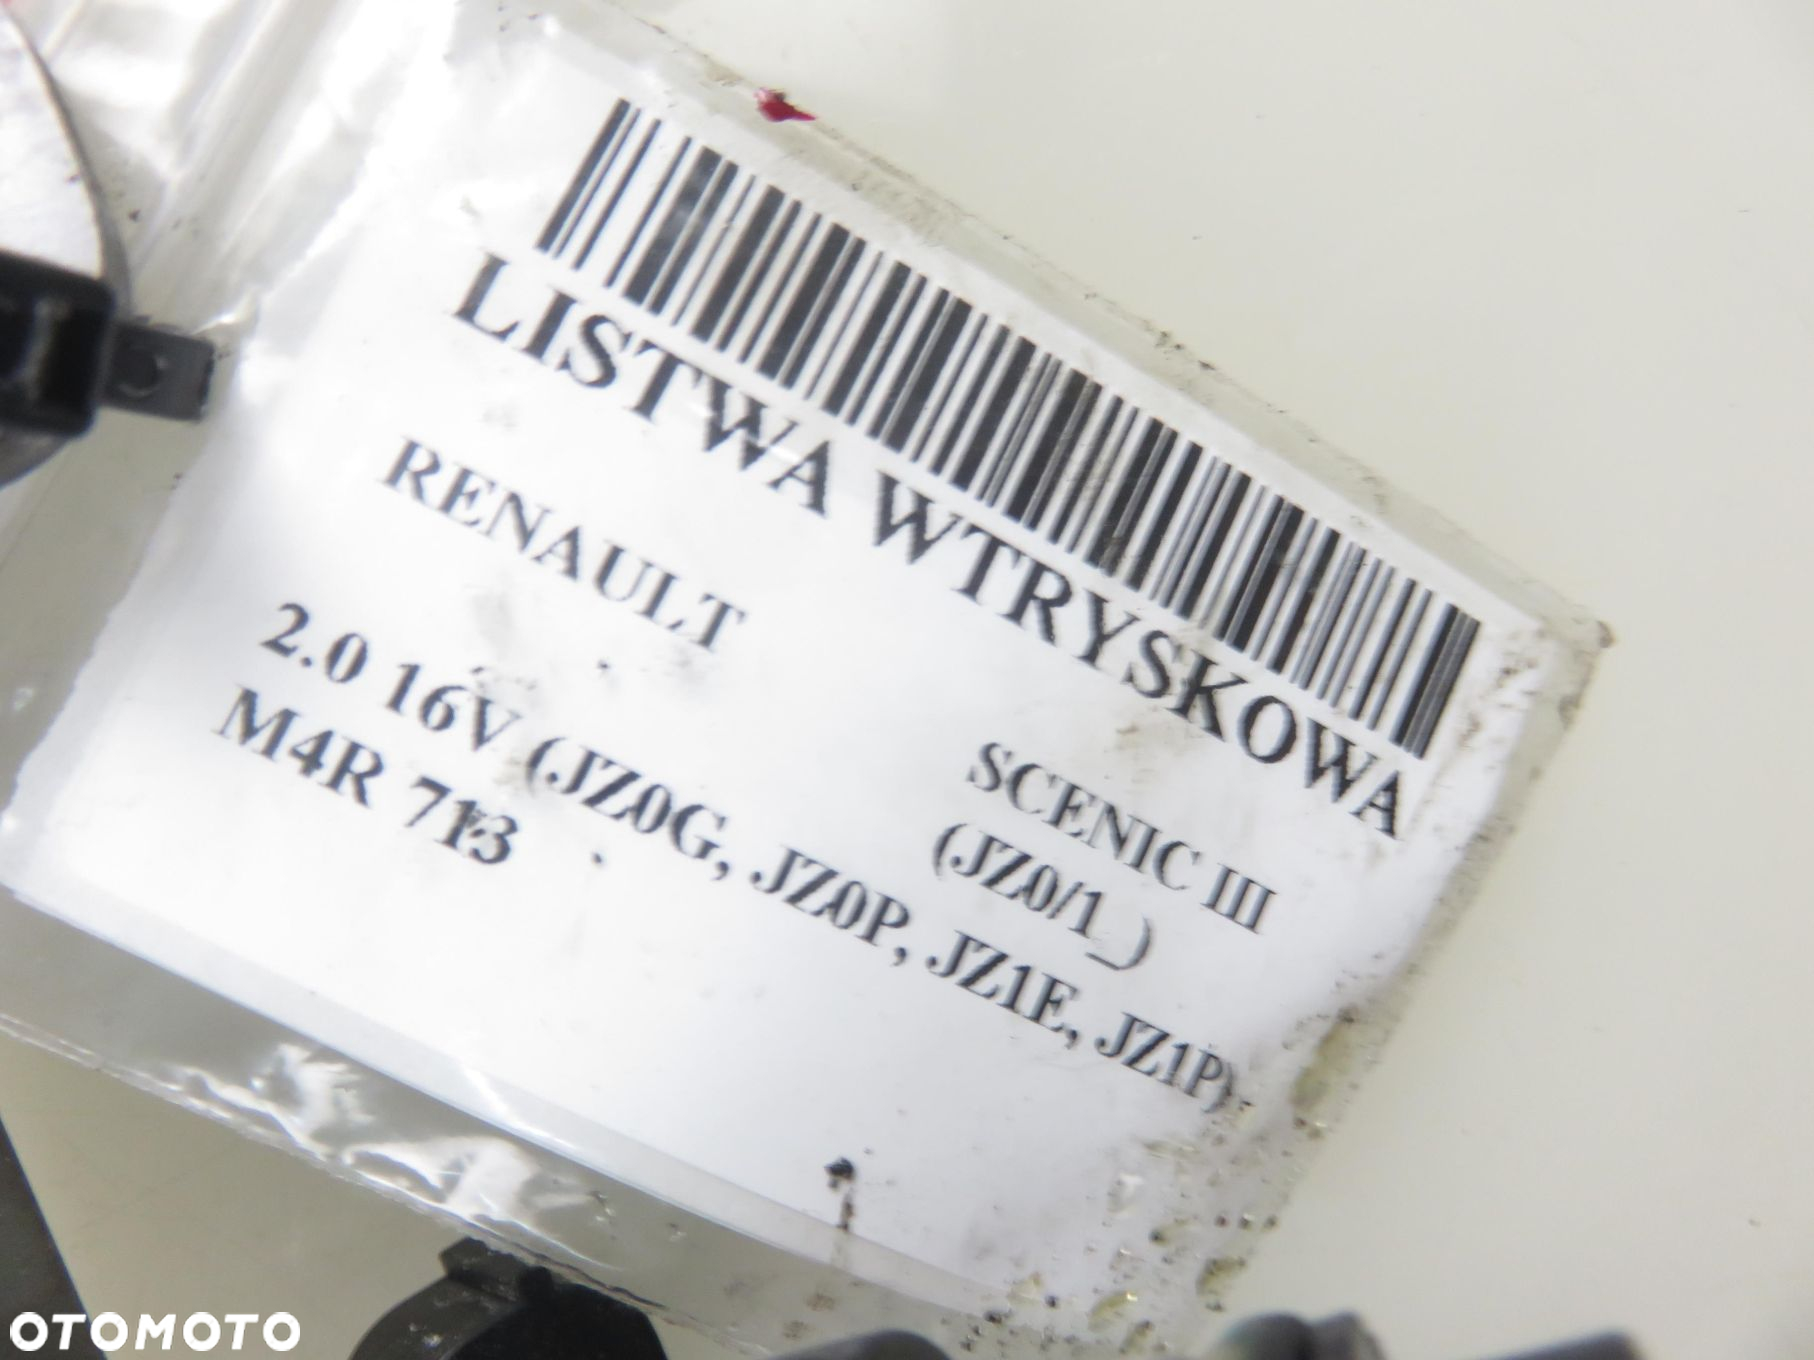 LISTWA WTRYSKOWA
RENAULT
SCENIC III
(JZ0/1_)
2.0 16V (JZ0G, JZ0P, JZ1E, JZ1P)
M4R 713
OTOMOTO